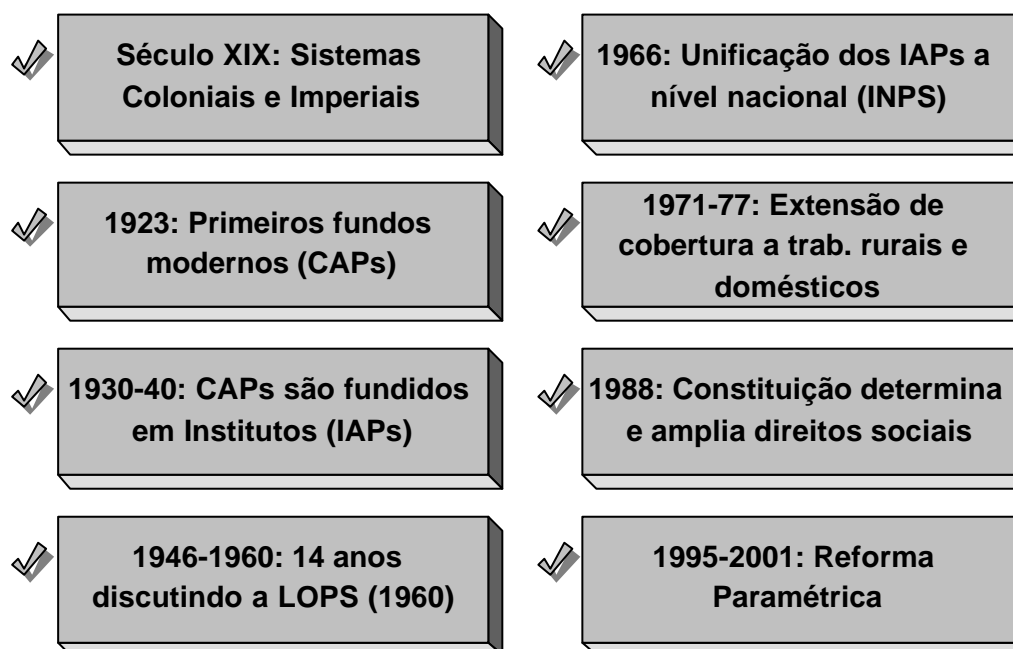 Século XIX: Sistemas
Coloniais e Imperiais
1923: Primeiros fundos
modernos (CAPs)
1930-40: CAPs são fundidos
em Institutos (IAPs)
1946-1960: 14 anos
discutindo a LOPS (1960)
1966: Unificação dos IAPs a
nível nacional (INPS)
1971-77: Extensão de
cobertura a trab. rurais e
domésticos
1988: Constituição determina
e amplia direitos sociais
1995-2001: Reforma
Paramétrica